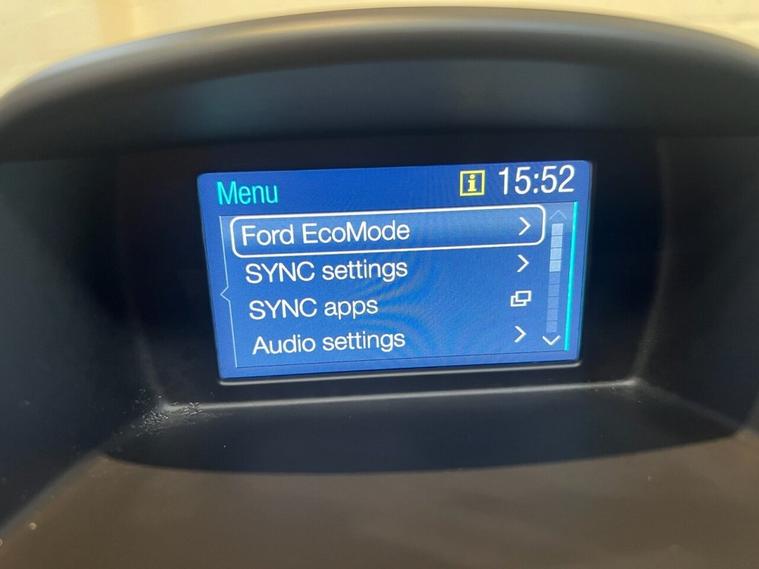 Menu i 15:52
Ford EcoMode
SYNC settings
SYNC apps
Audio settings